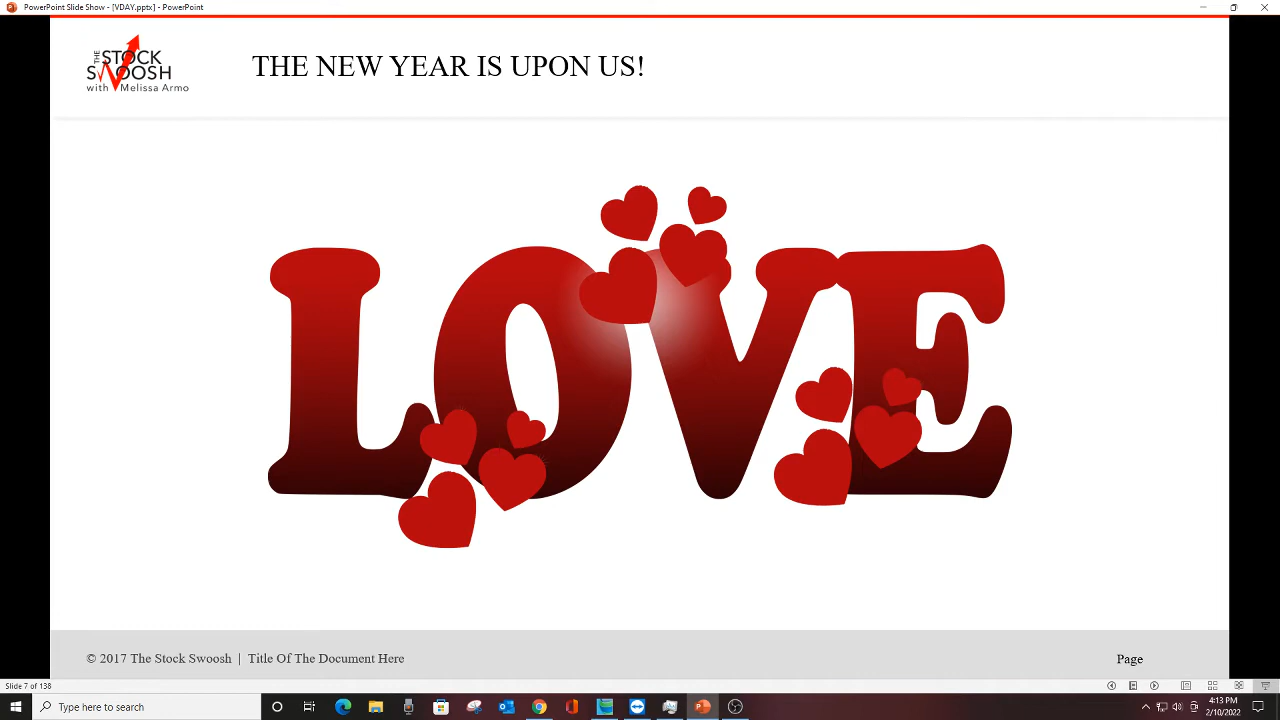 PowerPoint Slide Show - [VDAY.pptx] - PowerPoint
THE
STOCK
SWOOSH
with Melissa Armo
THE NEW YEAR IS UPON US!
LOVE
© 2017 The Stock Swoosh | Title Of The Document Here
Page
Slide 7 of 138
Type here to search
4:13 PM
2/10/2022